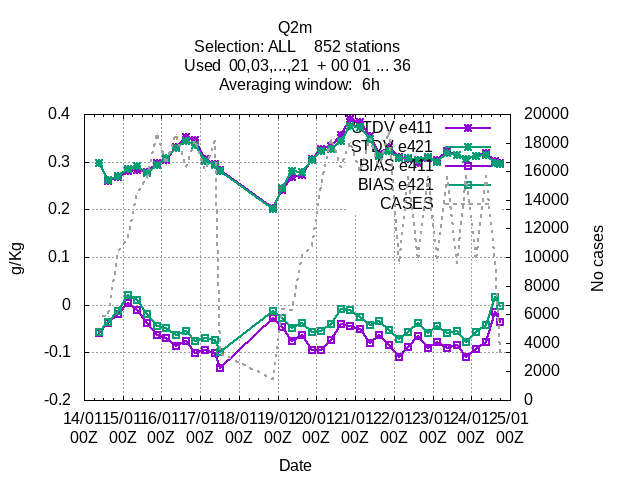 Q2m
Selection: ALL 852 stations
Used 00,03,...,21 + 00 01 ... 36
Averaging window: 6h
0.4
0.3
0.2
0.1
0
-0.1
-0.2
g/Kg
20000
18000
16000
14000
12000
10000
8000
6000
4000
2000
0
No cases
STDV e411
STDV e421
BIAS e411
BIAS e421
CASES
14/01 15/01 16/01 17/01 18/01 19/01 20/01 21/01 22/01 23/01 24/01 25/01
00Z 00Z 00Z 00Z 00Z 00Z 00Z 00Z 00Z 00Z 00Z 00Z
Date